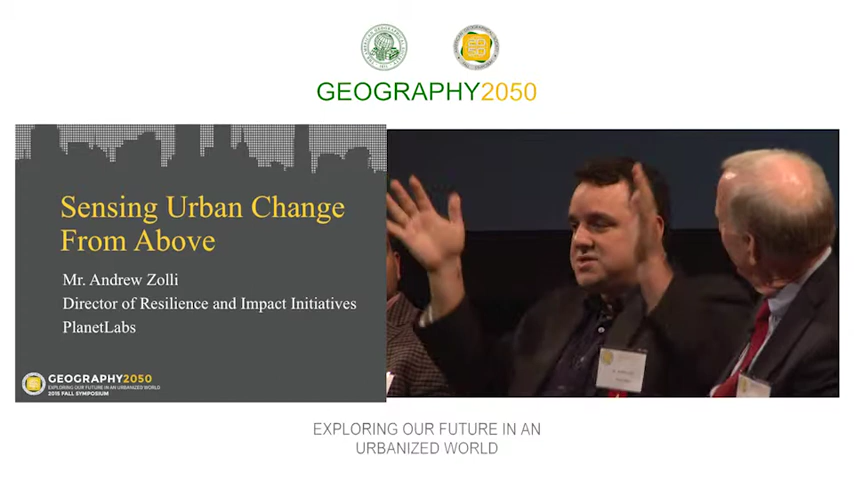 GEOGRAPHY2050
Sensing Urban Change
From Above
Mr. Andrew Zolli
Director of Resilience and Impact Initiatives
PlanetLabs
GEOGRAPHY2050
EXPLORING OUR FUTURE IN AN URBANIZED WORLD
2015 FALL SYMPOSIUM
EXPLORING OUR FUTURE IN AN
URBANIZED WORLD